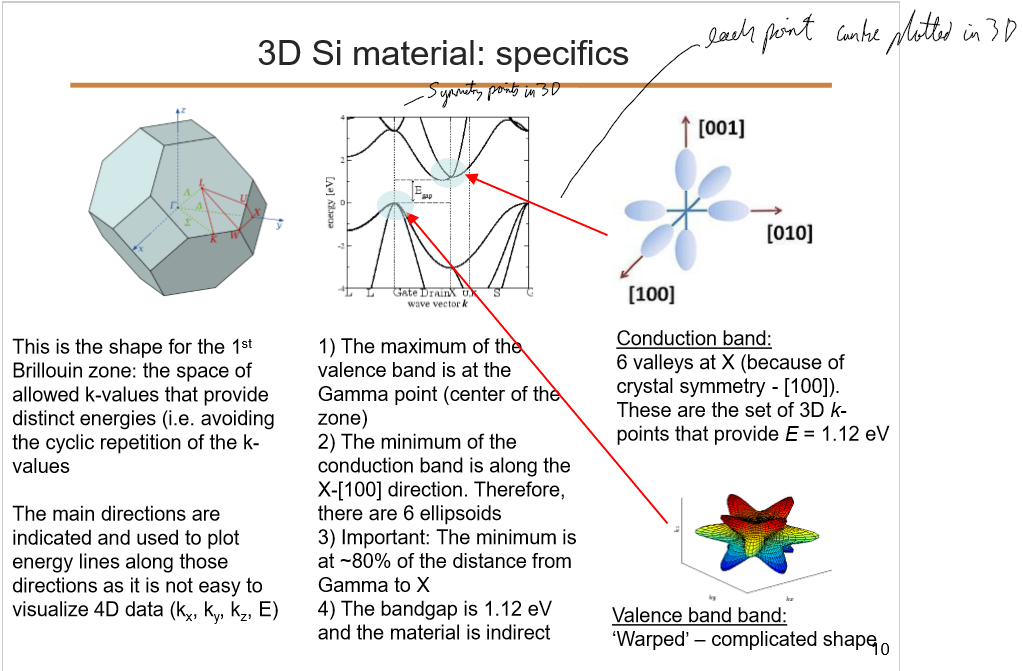 each point can be plotted in 3D
3D Si material: specifics
Symmetry points in 3D
z
L
Λ
Γ
Δ
Σ
U
X
K
W
x
y
4
2
0
-2
-4
energy [eV]
E gap
L L Gate DrainX U,K S G
wave vector k
[001]
[010]
[100]
This is the shape for the 1st
Brillouin zone: the space of
allowed k-values that provide
distinct energies (i.e. avoiding
the cyclic repetition of the k-
values
The main directions are
indicated and used to plot
energy lines along those
directions as it is not easy to
visualize 4D data (kx, ky, kz, E)
1) The maximum of the
valence band is at the
Gamma point (center of the
zone)
2) The minimum of the
conduction band is along the
X-[100] direction. Therefore,
there are 6 ellipsoids
3) Important: The minimum is
at ~80% of the distance from
Gamma to X
4) The bandgap is 1.12 eV
and the material is indirect
Conduction band:
6 valleys at X (because of
crystal symmetry - [100]).
These are the set of 3D k-
points that provide E = 1.12 eV
kz
ky
kx
Valence band band:
‘Warped’ – complicated shape
10